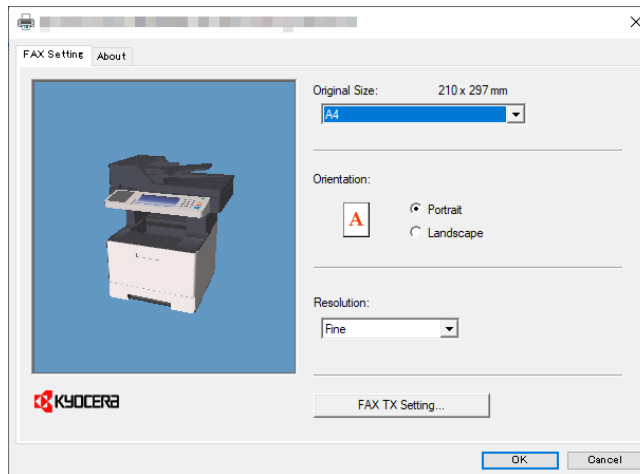 FAX Setting About
Original Size: 210 x 297 mm
A4
Orientation:
A
Portrait
Landscape
Resolution:
Fine
KYOCERA
FAX TX Setting...
OK Cancel